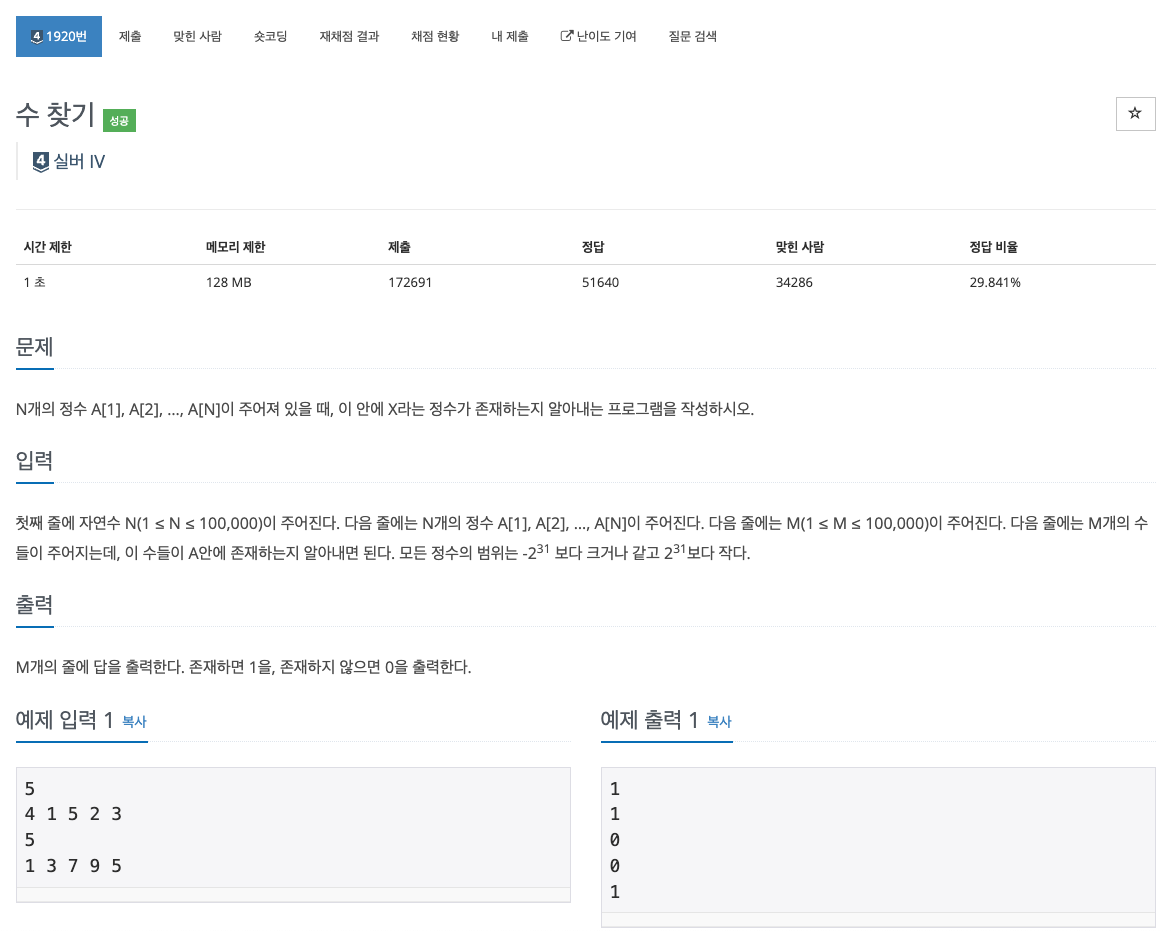 4 1920번 제출 맞힌 사람 숏코딩 재채점 결과 채점 현황 내 제출 난이도 기여 질문 검색
수 찾기 성공
4 실버 IV
시간 제한 메모리 제한 제출 정답 맞힌 사람 정답 비율
1 초 128 MB 172691 51640 34286 29.841%
문제
N개의 정수 A[1], A[2], …, A[N]이 주어져 있을 때, 이 안에 X라는 정수가 존재하는지 알아내는 프로그램을 작성하시오.
입력
첫째 줄에 자연수 N(1 ≤ N ≤ 100,000)이 주어진다. 다음 줄에는 N개의 정수 A[1], A[2], …, A[N]이 주어진다. 다음 줄에는 M(1 ≤ M ≤ 100,000)이 주어진다. 다음 줄에는 M개의 수
들이 주어지는데, 이 수들이 A안에 존재하는지 알아내면 된다. 모든 정수의 범위는 -2³¹ 보다 크거나 같고 2³¹보다 작다.
출력
M개의 줄에 답을 출력한다. 존재하면 1을, 존재하지 않으면 0을 출력한다.
예제 입력 1 복사
5
4 1 5 2 3
5
1 3 7 9 5
예제 출력 1 복사
1
1
0
0
1